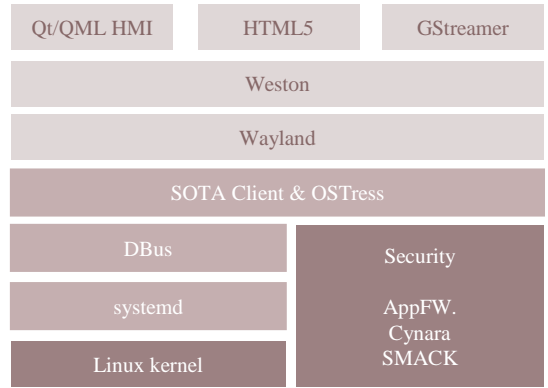 Qt/QML HMI
HTML5
GStreamer
Weston
Wayland
SOTA Client & OSTress
DBus
systemd
Linux kernel
Security
AppFW.
Cynara
SMACK